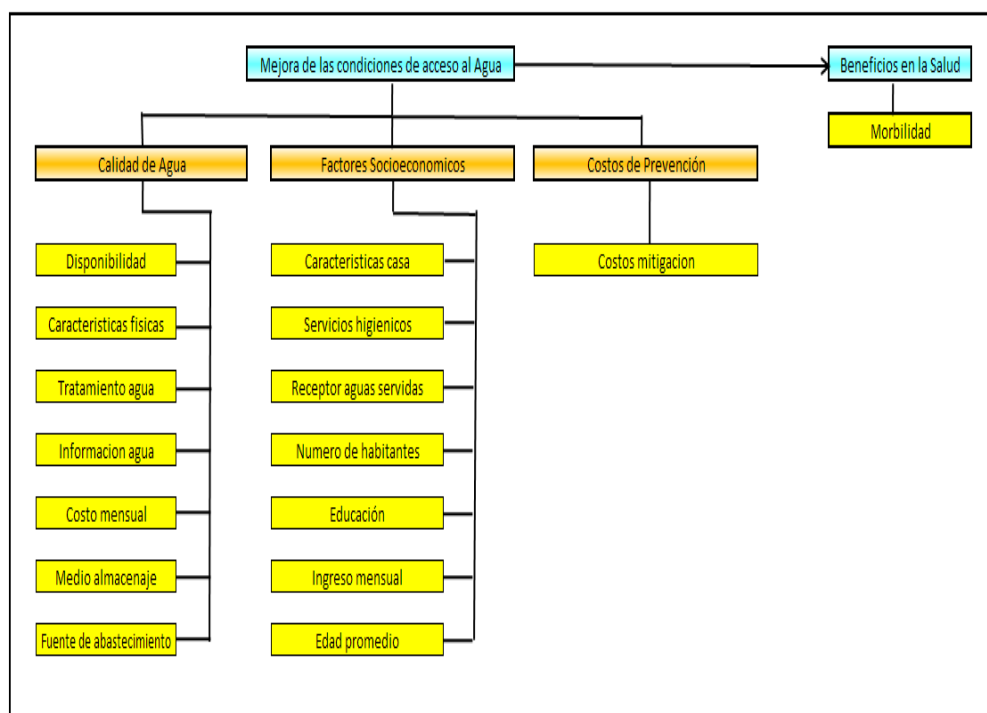 Mejora de las condiciones de acceso al Agua
Beneficios en la Salud
Morbilidad
Calidad de Agua
Factores Socioeconomicos
Costos de Prevención
Disponibilidad
Caracteristicas casa
Costos mitigacion
Caracteristicas fisicas
Servicios higienicos
Tratamiento agua
Receptor aguas servidas
Informacion agua
Numero de habitantes
Costo mensual
Educación
Medio almacenaje
Ingreso mensual
Fuente de abastecimiento
Edad promedio